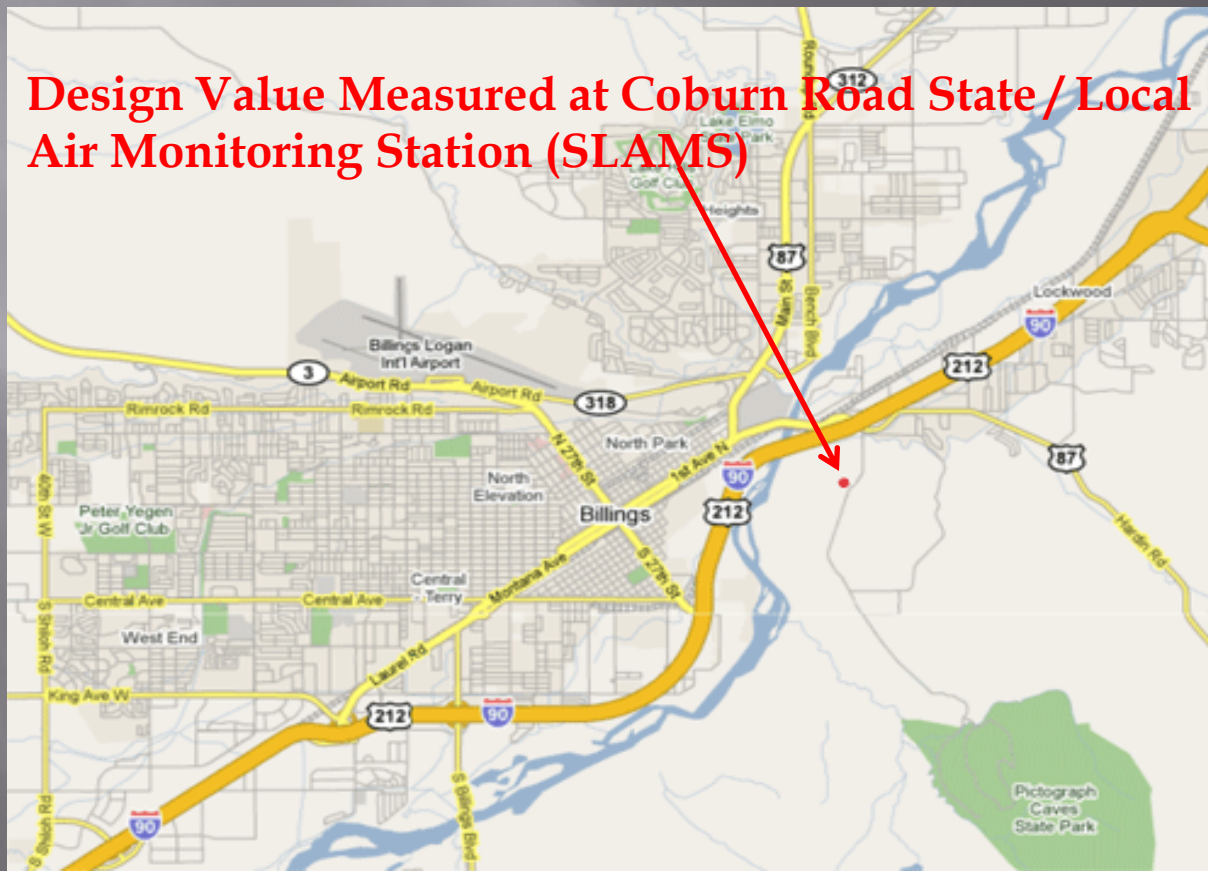 Design Value Measured at Coburn Road State / Local
Air Monitoring Station (SLAMS)
312
Lake Elmo
Golf Club
Heights
87
Main St
Bench Blvd
Lockwood
90
212
Billings Logan
Int'l Airport
3
Airport Rd
Airport Rd
318
Rimrock Rd
Rimrock Rd
N 27th St
North Park
1st Ave N
90
87
North
Elevation
212
Billings
Peter Yegen
Jr Golf Club
40th St W
Hardin Rd
Montana Ave
S 27th St
Central
- Terry
Central Ave
Central Ave
West End
S Shiloh Rd
Laurel Rd
King Ave W
212
90
S Billings Blvd
Pictograph
Caves
State Park
90
S Shiloh Rd